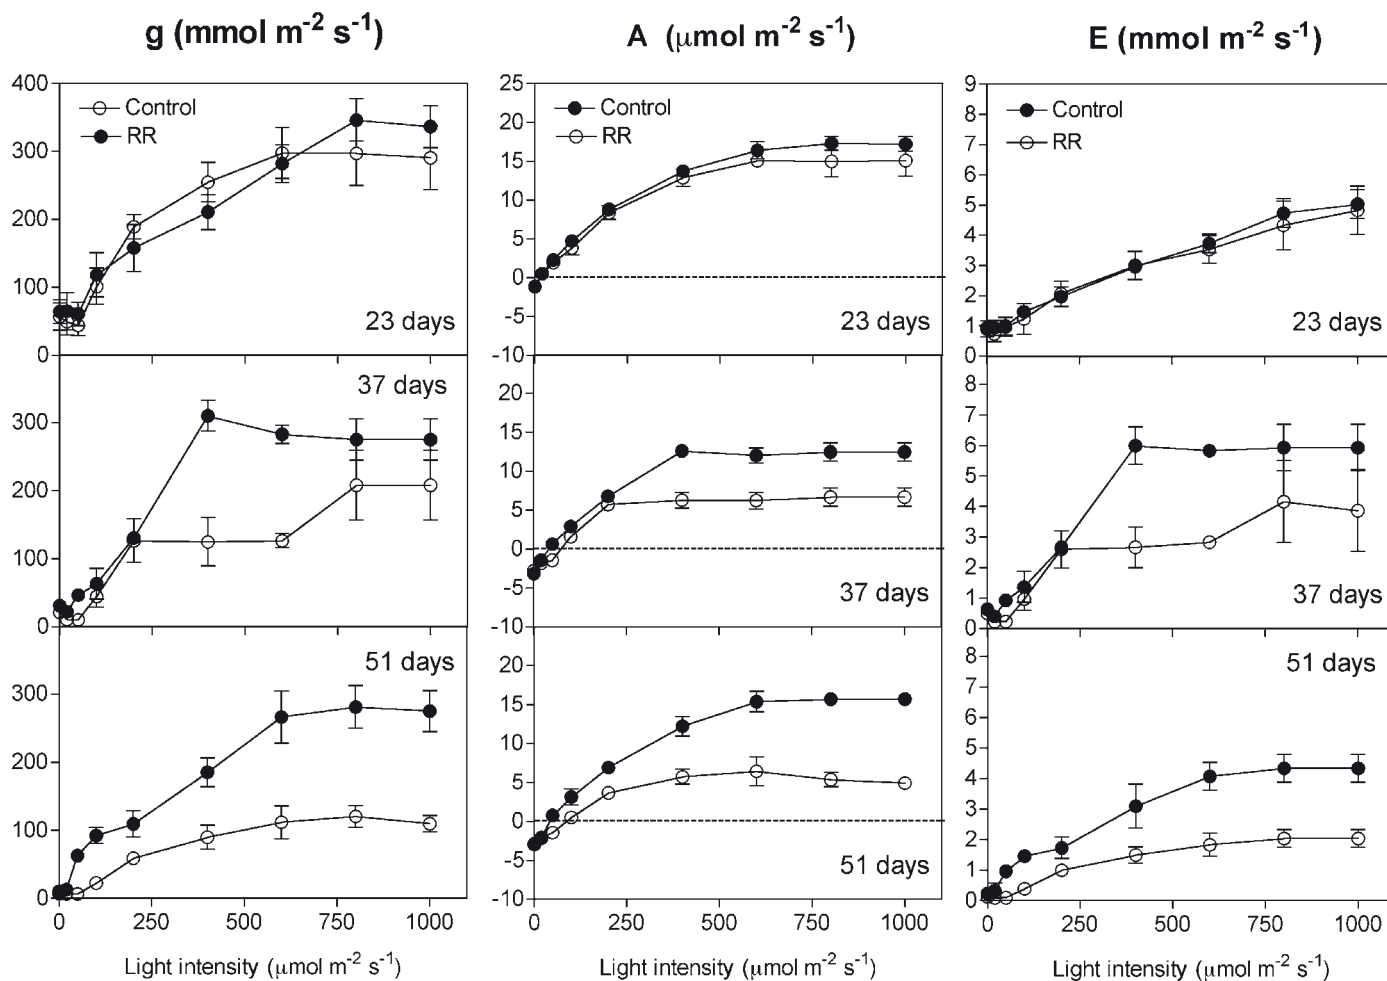 g (mmol m⁻² s⁻¹)
A (μmol m⁻² s⁻¹)
E (mmol m⁻² s⁻¹)
400
300
200
100
0
Control
RR
23 days
25
20
15
10
5
0
-5
-10
Control
RR
23 days
9
8
7
6
5
4
3
2
1
0
Control
RR
23 days
300
200
100
0
37 days
20
15
10
5
0
-5
-10
37 days
8
7
6
5
4
3
2
1
0
37 days
300
200
100
0
51 days
20
15
10
5
0
-5
-10
51 days
8
7
6
5
4
3
2
1
0
51 days
0 250 500 750 1000
0 250 500 750 1000
0 250 500 750 1000
Light intensity (μmol m⁻² s⁻¹)
Light intensity (μmol m⁻² s⁻¹)
Light intensity (μmol m⁻² s⁻¹)